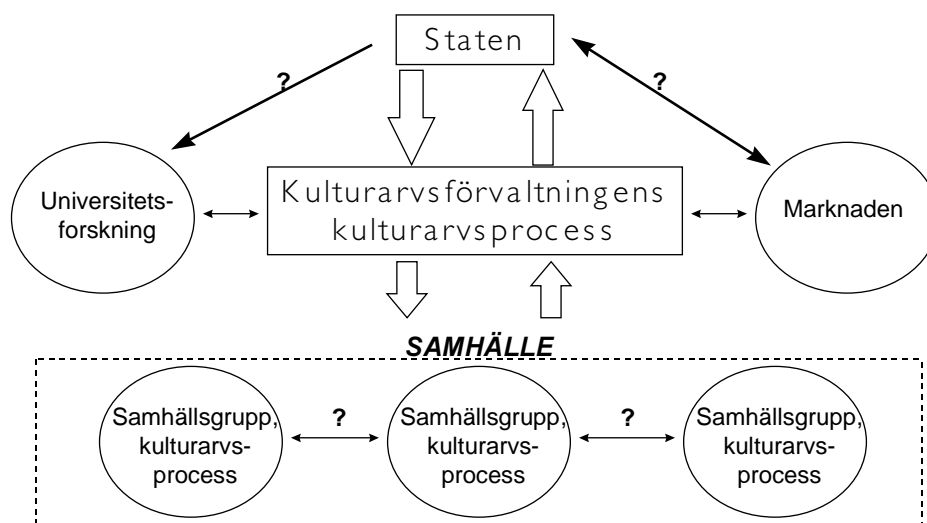 Staten
?
?
Universitets-
forskning
Kulturarvsförvaltningens
kulturarvsprocess
Marknaden
SAMHÄLLE
Samhällsgrupp,
kulturarvs-
process
?
Samhällsgrupp,
kulturarvs-
process
?
Samhällsgrupp,
kulturarvs-
process